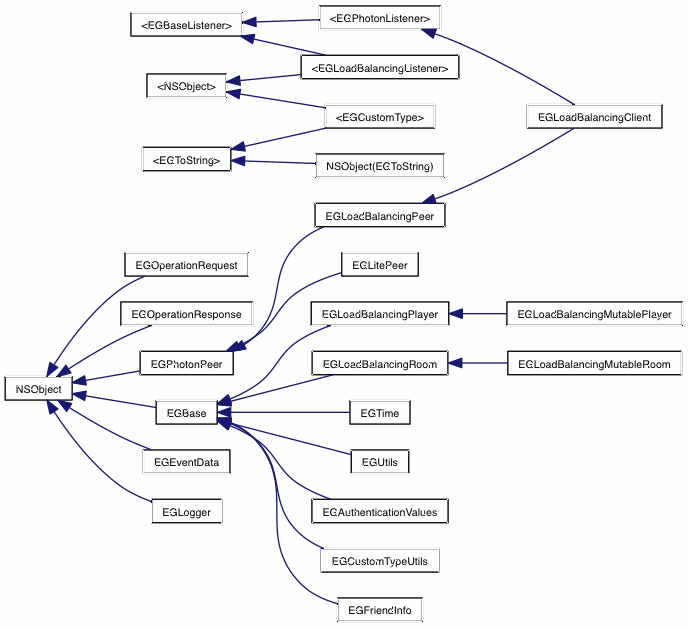 <EGPhotonListener>
<EGBaseListener>
<EGLoadBalancingListener>
<NSObject>
<EGCustomType>
EGLoadBalancingClient
<EGToString>
NSObject(EGToString)
EGLoadBalancingPeer
EGOperationRequest
EGLitePeer
EGOperationResponse
EGLoadBalancingPlayer
EGLoadBalancingMutablePlayer
EGPhotonPeer
EGLoadBalancingRoom
EGLoadBalancingMutableRoom
NSObject
EGBase
EGTime
EGEventData
EGUtils
EGLogger
EGAuthenticationValues
EGCustomTypeUtils
EGFriendInfo